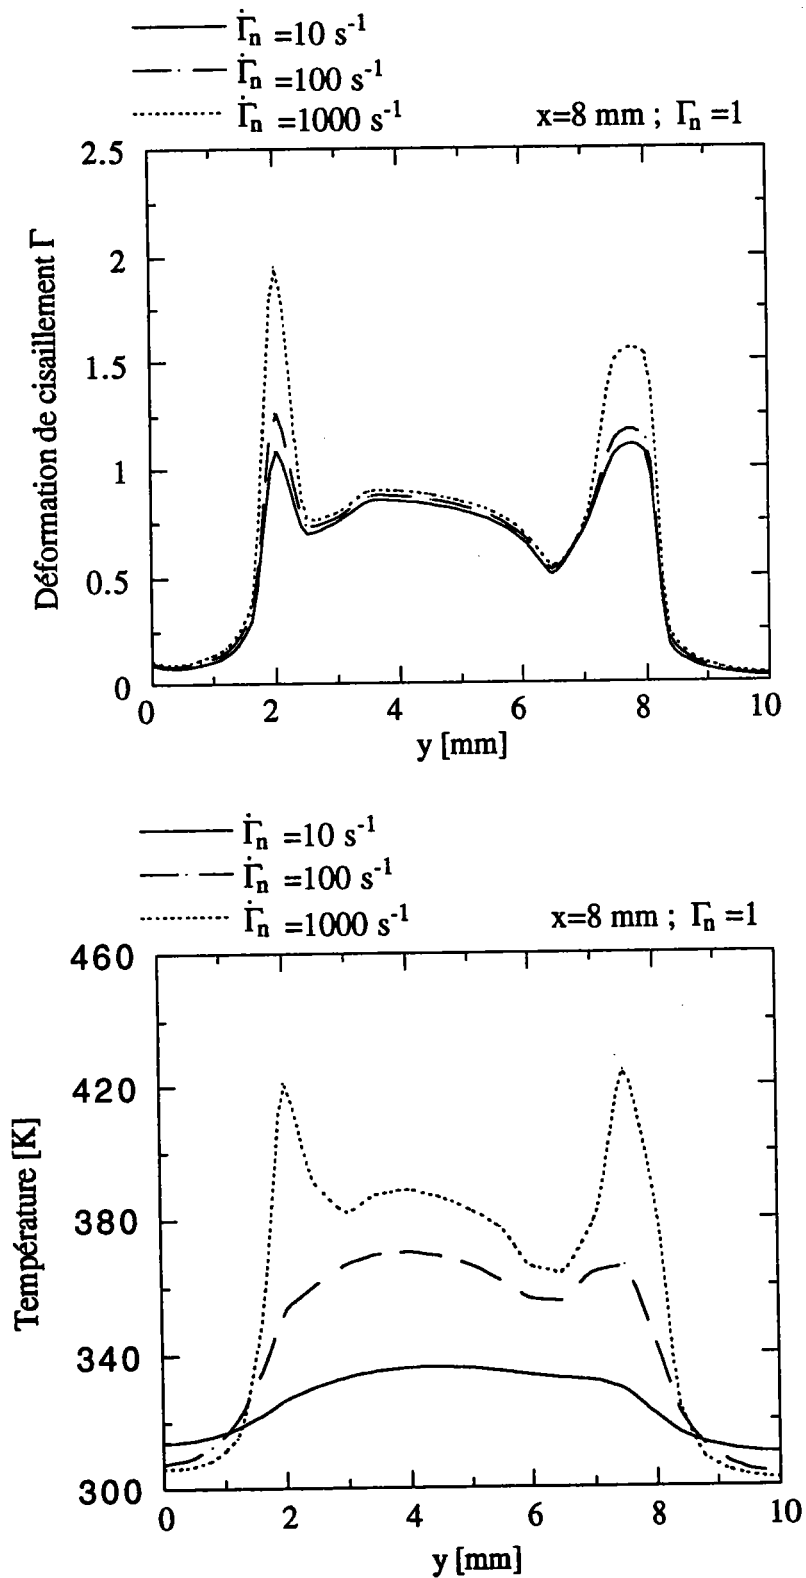 Γ̇n =10 s-1
Γ̇n =100 s-1
Γ̇n =1000 s-1
x=8 mm ; Γn =1
2.5
2
1.5
1
0.5
0
Déformation de cisaillement Γ
0 2 4 6 8 10
y [mm]
Γ̇n =10 s-1
Γ̇n =100 s-1
Γ̇n =1000 s-1
x=8 mm ; Γn =1
460
420
380
340
300
Température [K]
0 2 4 6 8 10
y [mm]